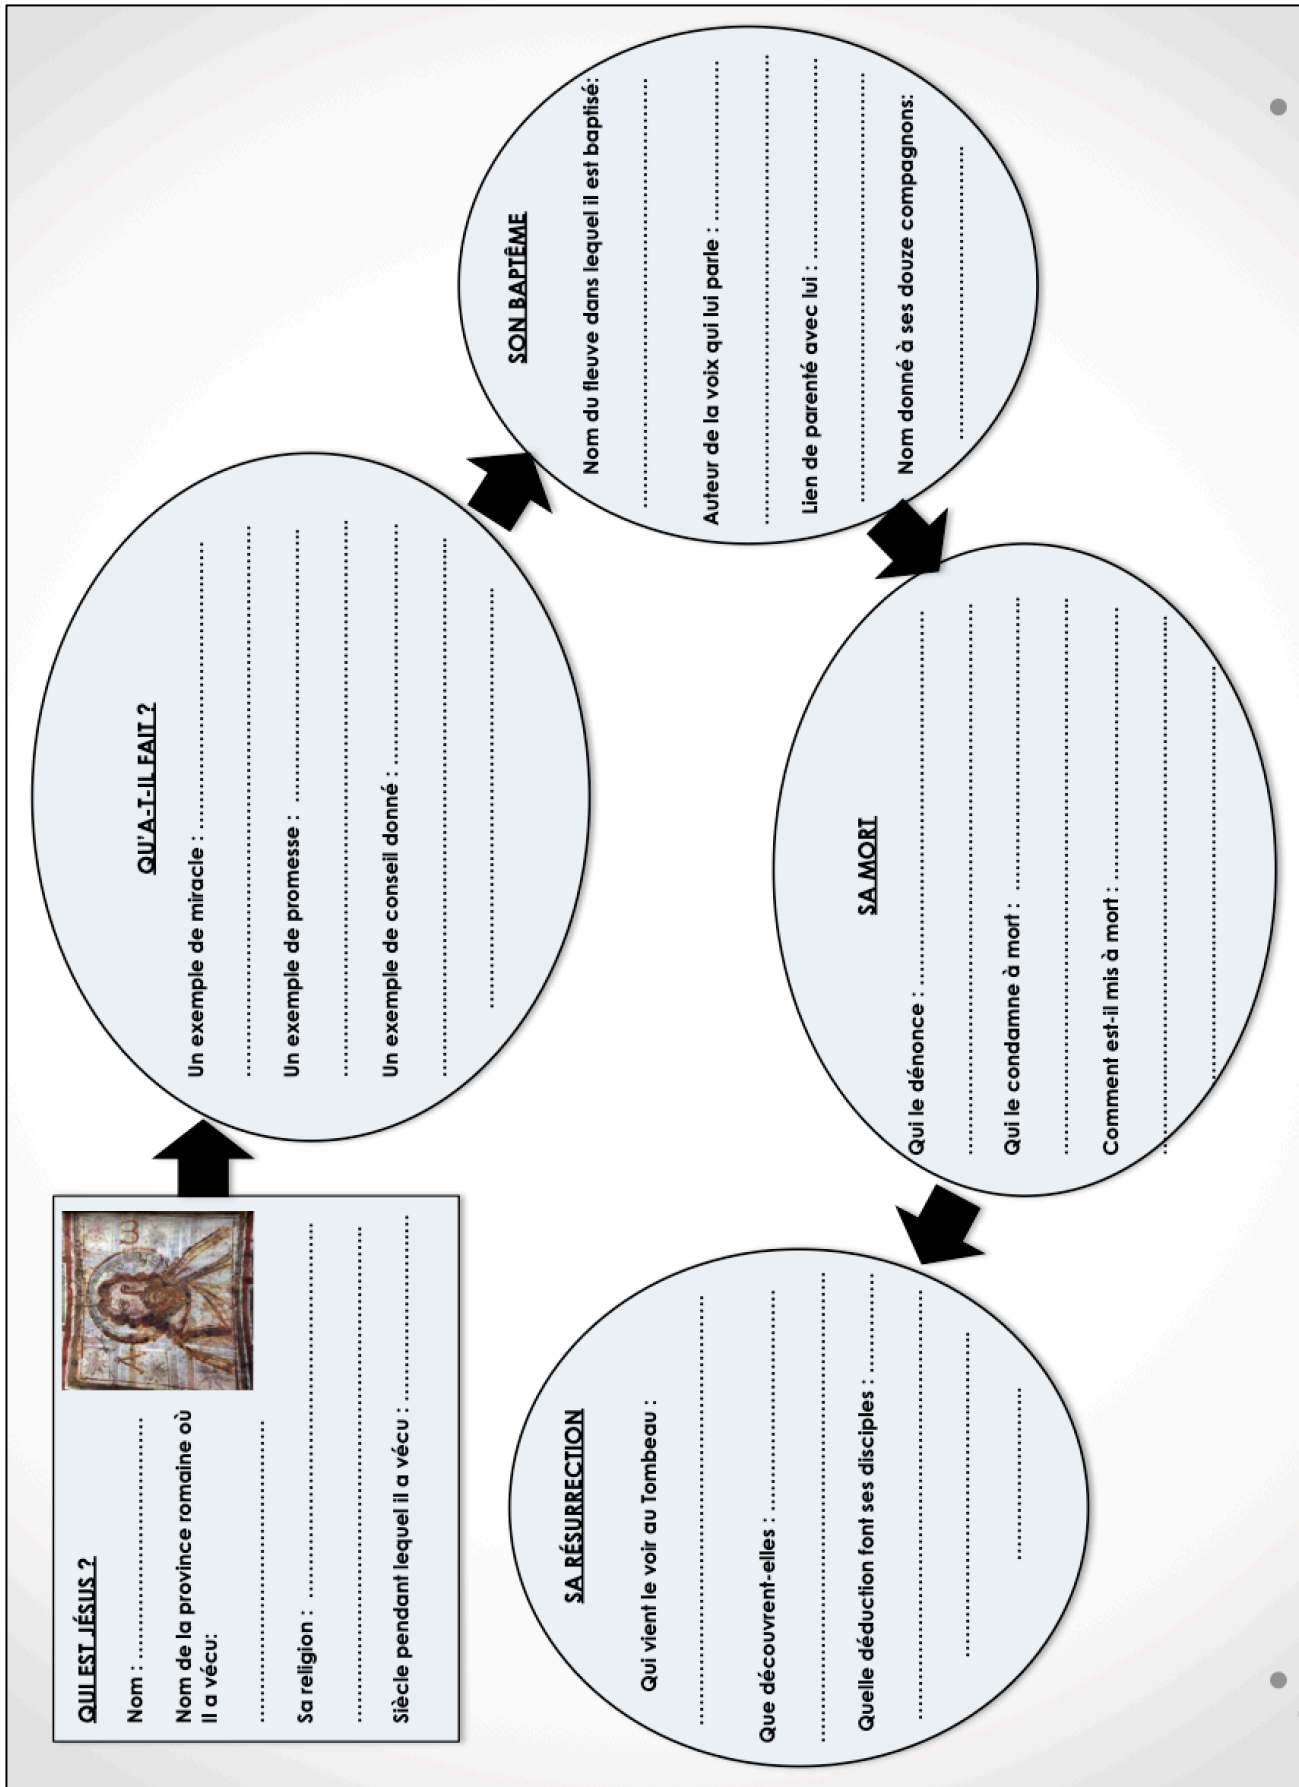 QUI EST JÉSUS ?
Nom : ..........................
Nom de la province romaine où
Il a vécu:
..........................
Sa religion : ..........................
..........................
Siècle pendant lequel il a vécu : ..........................
A ω
QU'A-T-IL FAIT ?
Un exemple de miracle : ..........................
..........................
Un exemple de promesse : ..........................
..........................
Un exemple de conseil donné : ..........................
..........................
..........................
SON BAPTÊME
Nom du fleuve dans lequel il est baptisé:
..........................
Auteur de la voix qui lui parle : ..........................
..........................
Lien de parenté avec lui : ..........................
..........................
Nom donné à ses douze compagnons:
..........................
SA MORT
Qui le dénonce : ..........................
..........................
Qui le condamne à mort : ..........................
..........................
Comment est-il mis à mort : ..........................
..........................
..........................
SA RÉSURRECTION
Qui vient le voir au Tombeau :
..........................
Que découvrent-elles : ..........................
..........................
Quelle déduction font ses disciples : ..........................
..........................
..........................
..........................